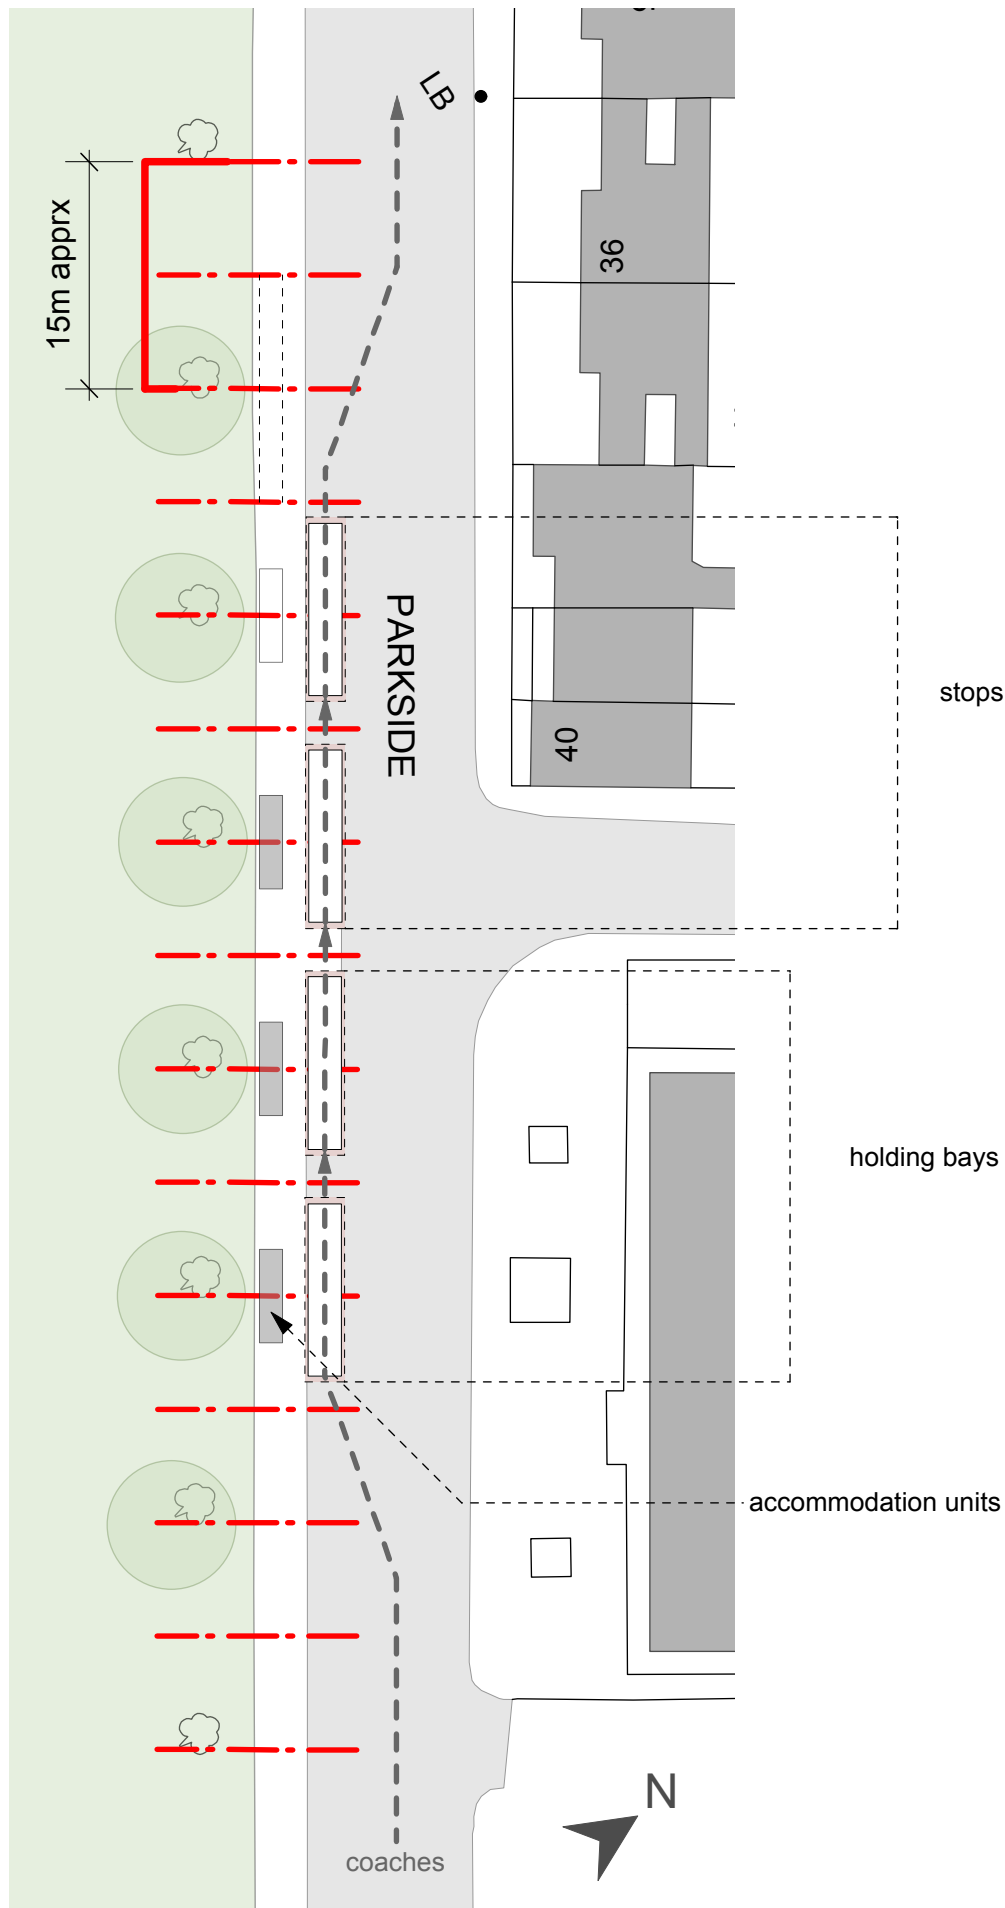 LB
15m apprx
36
PARKSIDE
stops
40
holding bays
accommodation units
N
coaches